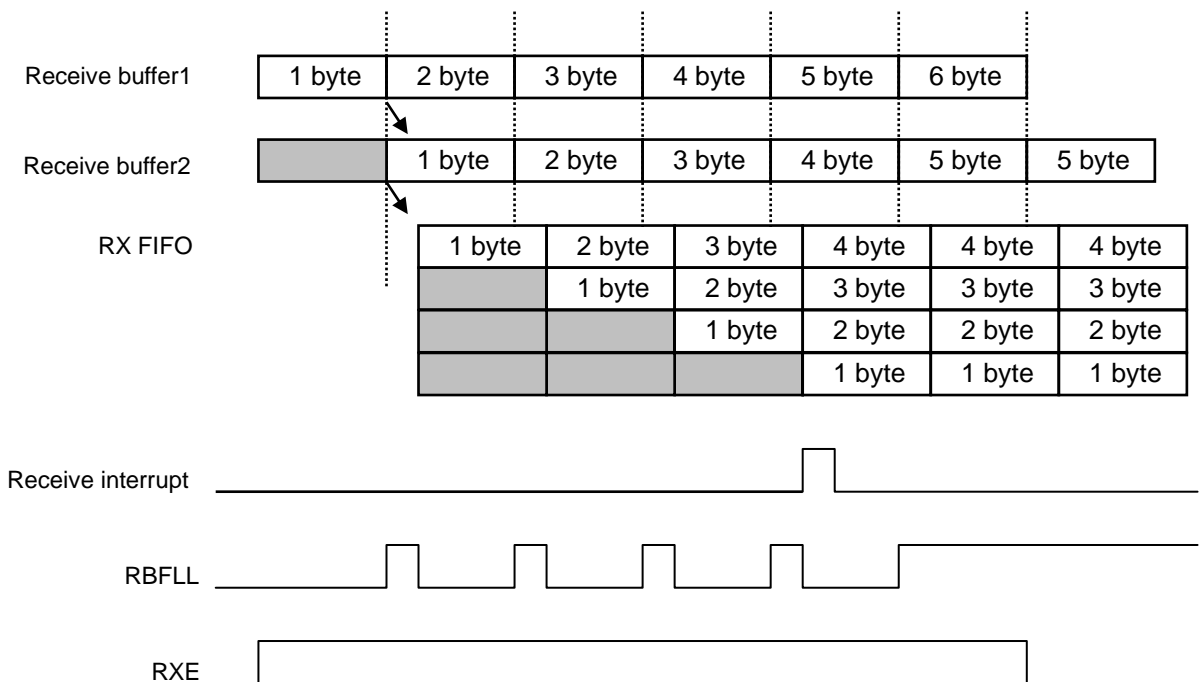 Receive buffer1 1 byte 2 byte 3 byte 4 byte 5 byte 6 byte
Receive buffer2 1 byte 2 byte 3 byte 4 byte 5 byte 5 byte
RX FIFO 1 byte 2 byte 3 byte 4 byte 4 byte 4 byte
1 byte 2 byte 3 byte 3 byte 3 byte
1 byte 2 byte 2 byte 2 byte
1 byte 1 byte 1 byte
Receive interrupt
RBFLL
RXE